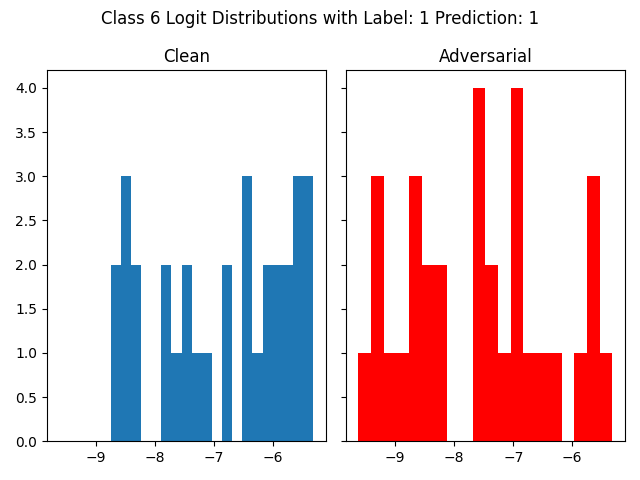 Class 6 Logit Distributions with Label: 1 Prediction: 1
Clean
Adversarial
4.0
3.5
3.0
2.5
2.0
1.5
1.0
0.5
0.0
−9 −8 −7 −6
−9 −8 −7 −6